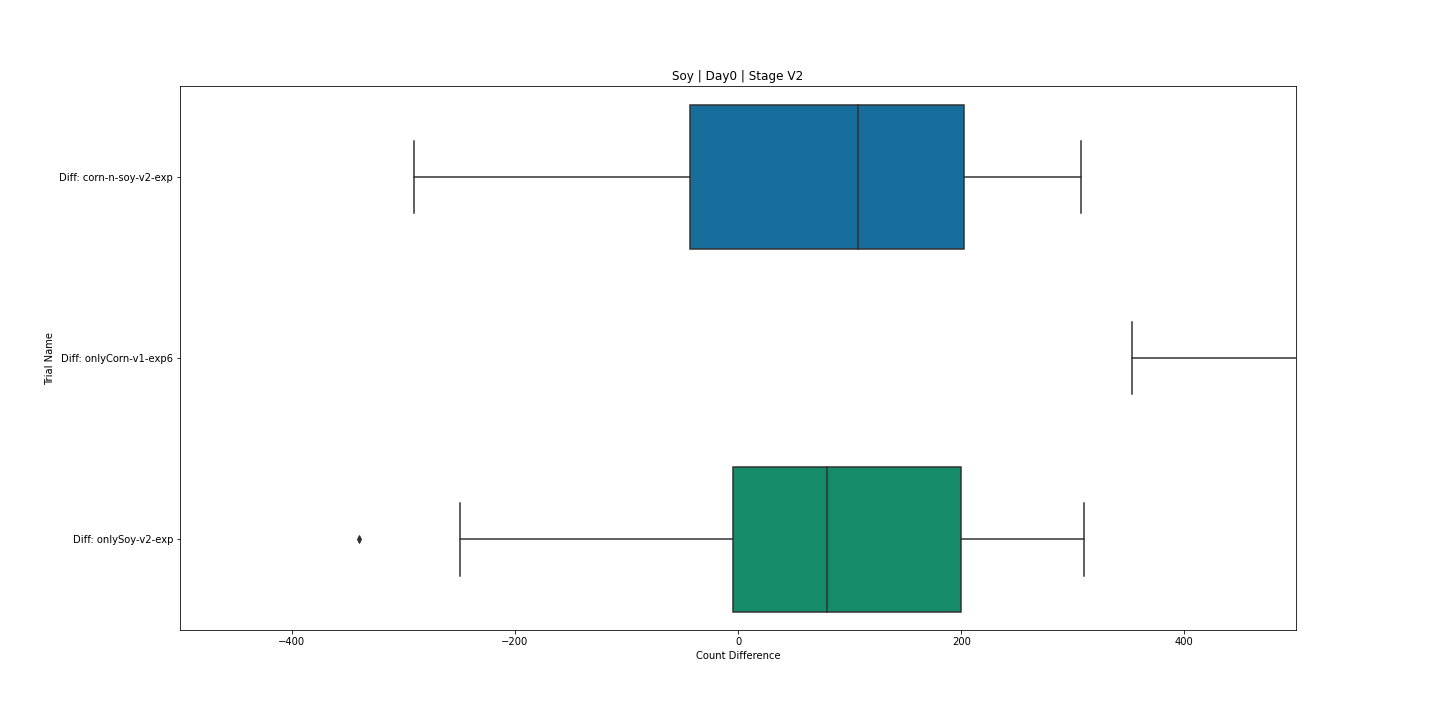 Soy | Day0 | Stage V2
Trial Name
Diff: corn-n-soy-v2-exp
Diff: onlyCorn-v1-exp6
Diff: onlySoy-v2-exp
−400 −200 0 200 400
Count Difference